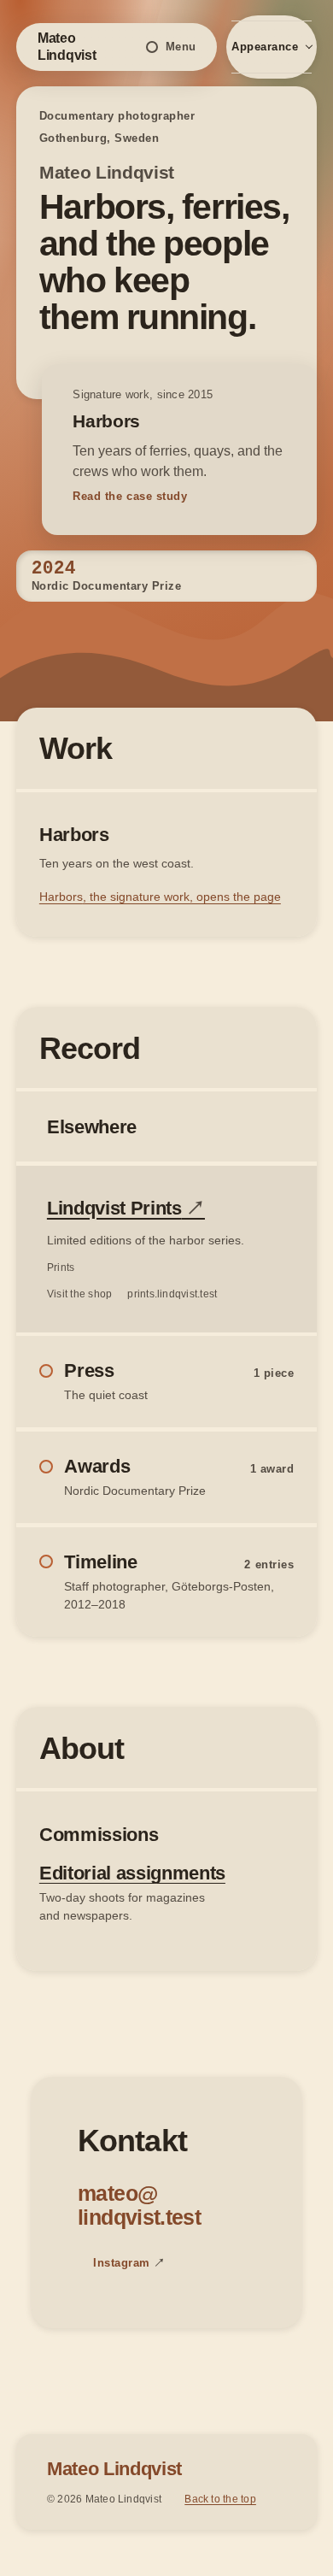 Mateo
Lindqvist
Menu
Appearance
Documentary photographer
Gothenburg, Sweden
Mateo Lindqvist
Harbors, ferries,
and the people
who keep
them running.
Signature work, since 2015
Harbors
Ten years of ferries, quays, and the
crews who work them.
Read the case study
2024
Nordic Documentary Prize
Work
Harbors
Ten years on the west coast.
Harbors, the signature work, opens the page
Record
Elsewhere
Lindqvist Prints ↗
Limited editions of the harbor series.
Prints
Visit the shop prints.lindqvist.test
Press 1 piece
The quiet coast
Awards 1 award
Nordic Documentary Prize
Timeline 2 entries
Staff photographer, Göteborgs-Posten,
2012–2018
About
Commissions
Editorial assignments
Two-day shoots for magazines
and newspapers.
Kontakt
mateo@
lindqvist.test
Instagram ↗
Mateo Lindqvist
© 2026 Mateo Lindqvist Back to the top